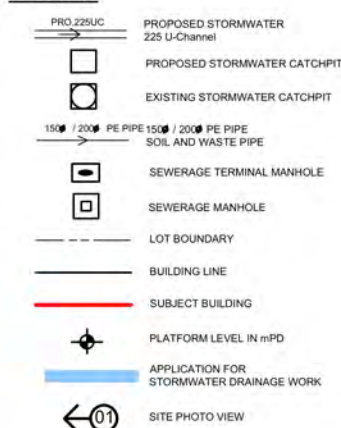 PRO.225UC PROPOSED STORMWATER
225 U-Channel
PROPOSED STORMWATER CATCHPIT
EXISTING STORMWATER CATCHPIT
150ø / 200ø PE PIPE 150ø / 200ø PE PIPE
SOIL AND WASTE PIPE
SEWERAGE TERMINAL MANHOLE
SEWERAGE MANHOLE
LOT BOUNDARY
BUILDING LINE
SUBJECT BUILDING
PLATFORM LEVEL IN mPD
APPLICATION FOR
STORMWATER DRAINAGE WORK
01 SITE PHOTO VIEW